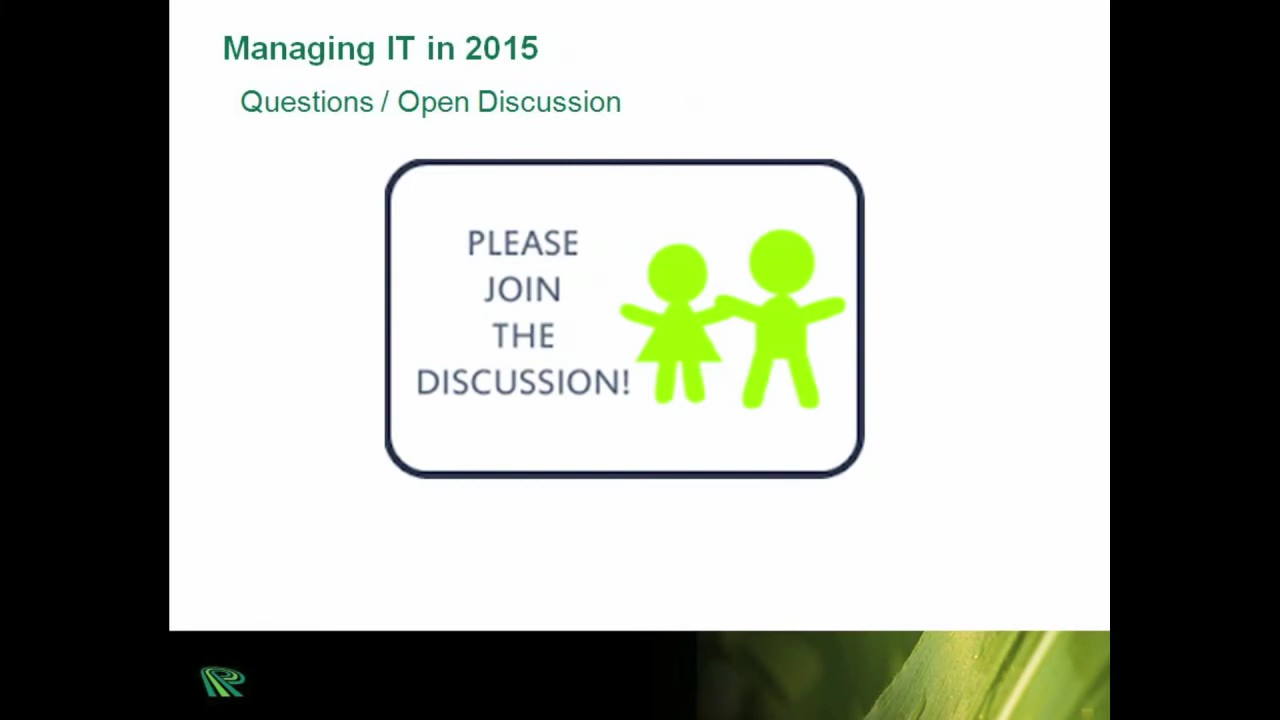 Managing IT in 2015
Questions / Open Discussion
PLEASE
JOIN
THE
DISCUSSION!